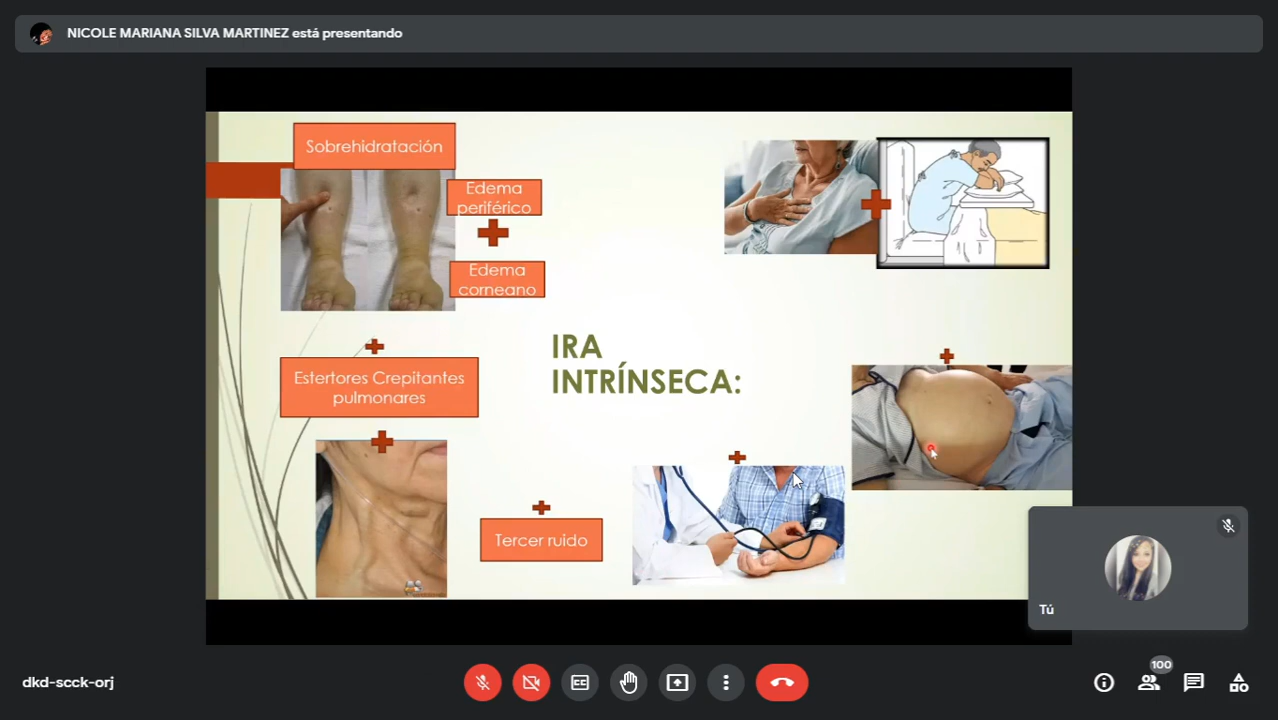 NICOLE MARIANA SILVA MARTINEZ está presentando
Sobrehidratación
Edema
periférico
Edema
corneano
IRA
INTRÍNSECA:
Estertores Crepitantes
pulmonares
Tercer ruido
Tú
dkd-scck-orj
CC
100